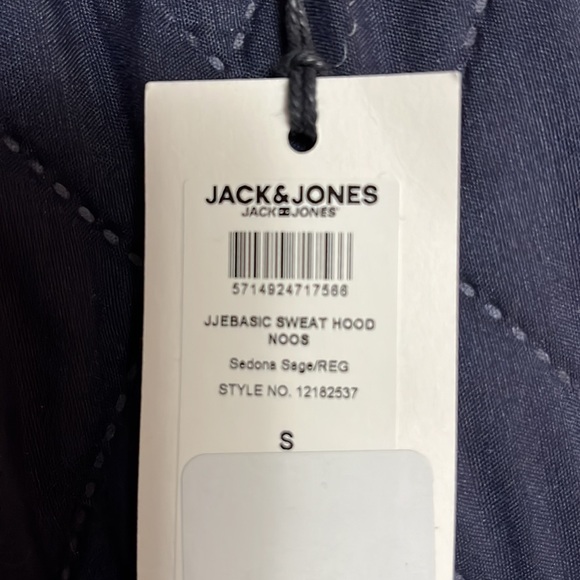 JACK&JONES
JACK JONES
5714924717566
JJEBASIC SWEAT HOOD
NOOS
Sedona Sage/REG
STYLE NO. 12182537
S